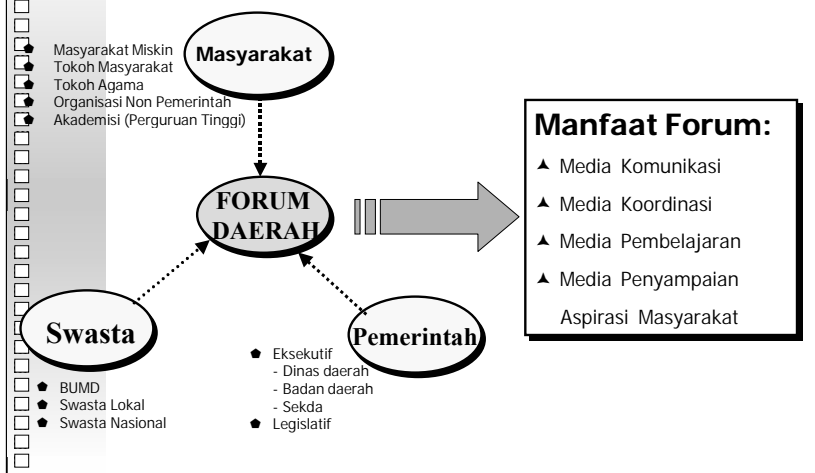 Masyarakat Miskin
Tokoh Masyarakat
Tokoh Agama
Organisasi Non Pemerintah
Akademisi (Perguruan Tinggi)
Masyarakat
FORUM
DAERAH
Swasta
BUMD
Swasta Lokal
Swasta Nasional
Pemerintah
Eksekutif
- Dinas daerah
- Badan daerah
- Sekda
Legislatif
Manfaat Forum:
Media Komunikasi
Media Koordinasi
Media Pembelajaran
Media Penyampaian
Aspirasi Masyarakat